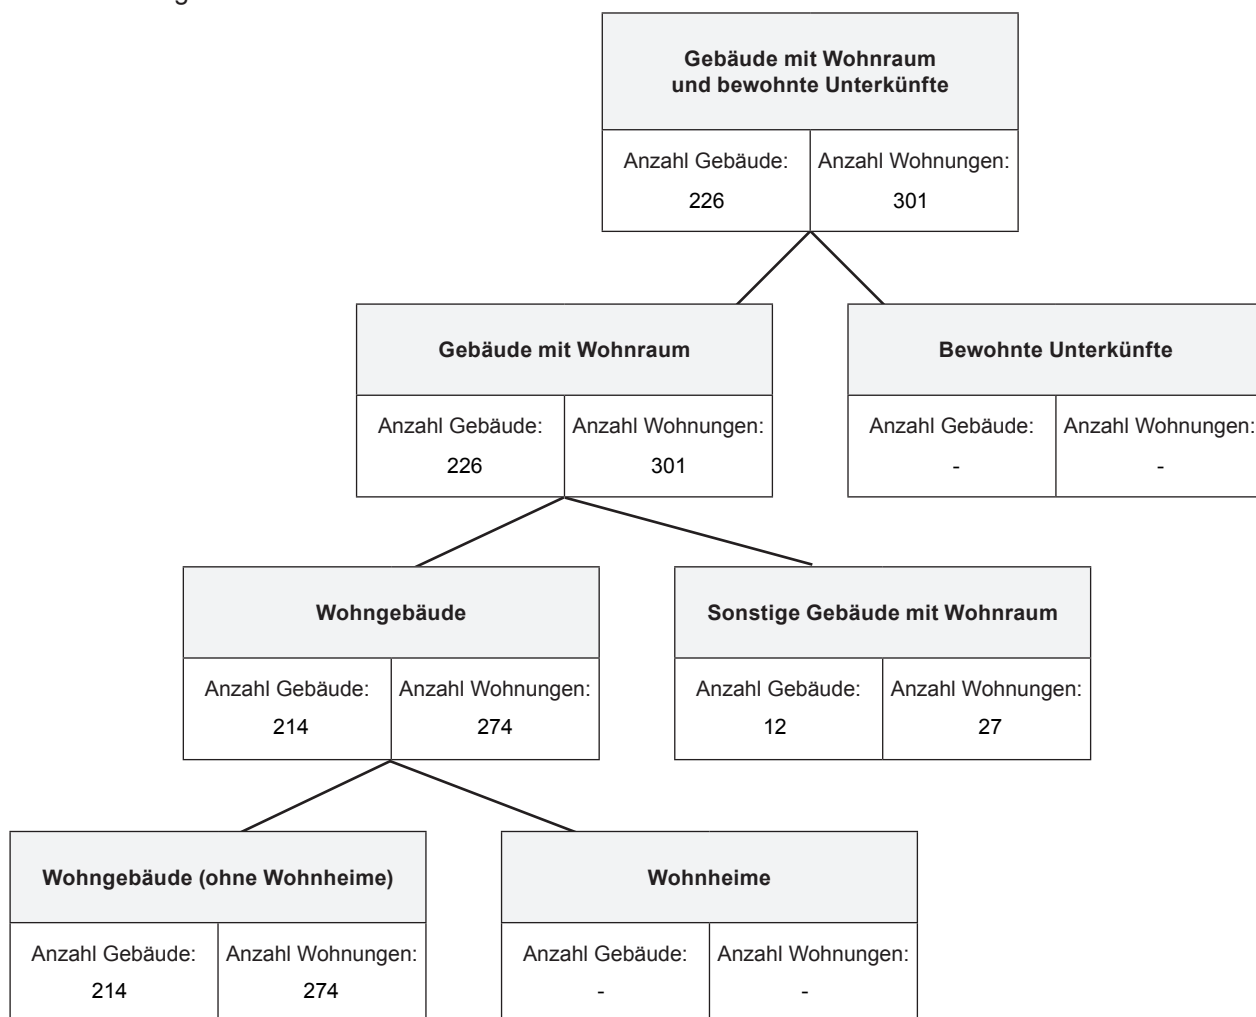 Gebäude mit Wohnraum
und bewohnte Unterkünfte
Anzahl Gebäude: Anzahl Wohnungen:
226 301
Gebäude mit Wohnraum
Anzahl Gebäude: Anzahl Wohnungen:
226 301
Bewohnte Unterkünfte
Anzahl Gebäude: Anzahl Wohnungen:
- -
Wohngebäude
Anzahl Gebäude: Anzahl Wohnungen:
214 274
Sonstige Gebäude mit Wohnraum
Anzahl Gebäude: Anzahl Wohnungen:
12 27
Wohngebäude (ohne Wohnheime)
Anzahl Gebäude: Anzahl Wohnungen:
214 274
Wohnheime
Anzahl Gebäude: Anzahl Wohnungen:
- -